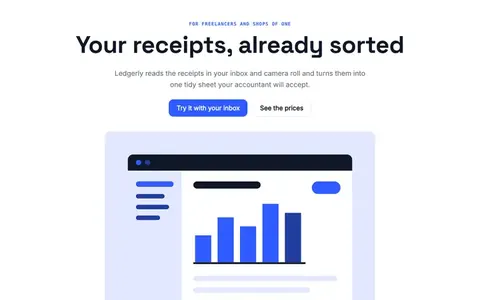 FOR FREELANCERS AND SHOPS OF ONE
Your receipts, already sorted
Ledgerly reads the receipts in your inbox and camera roll and turns them into
one tidy sheet your accountant will accept.
Try it with your inbox
See the prices